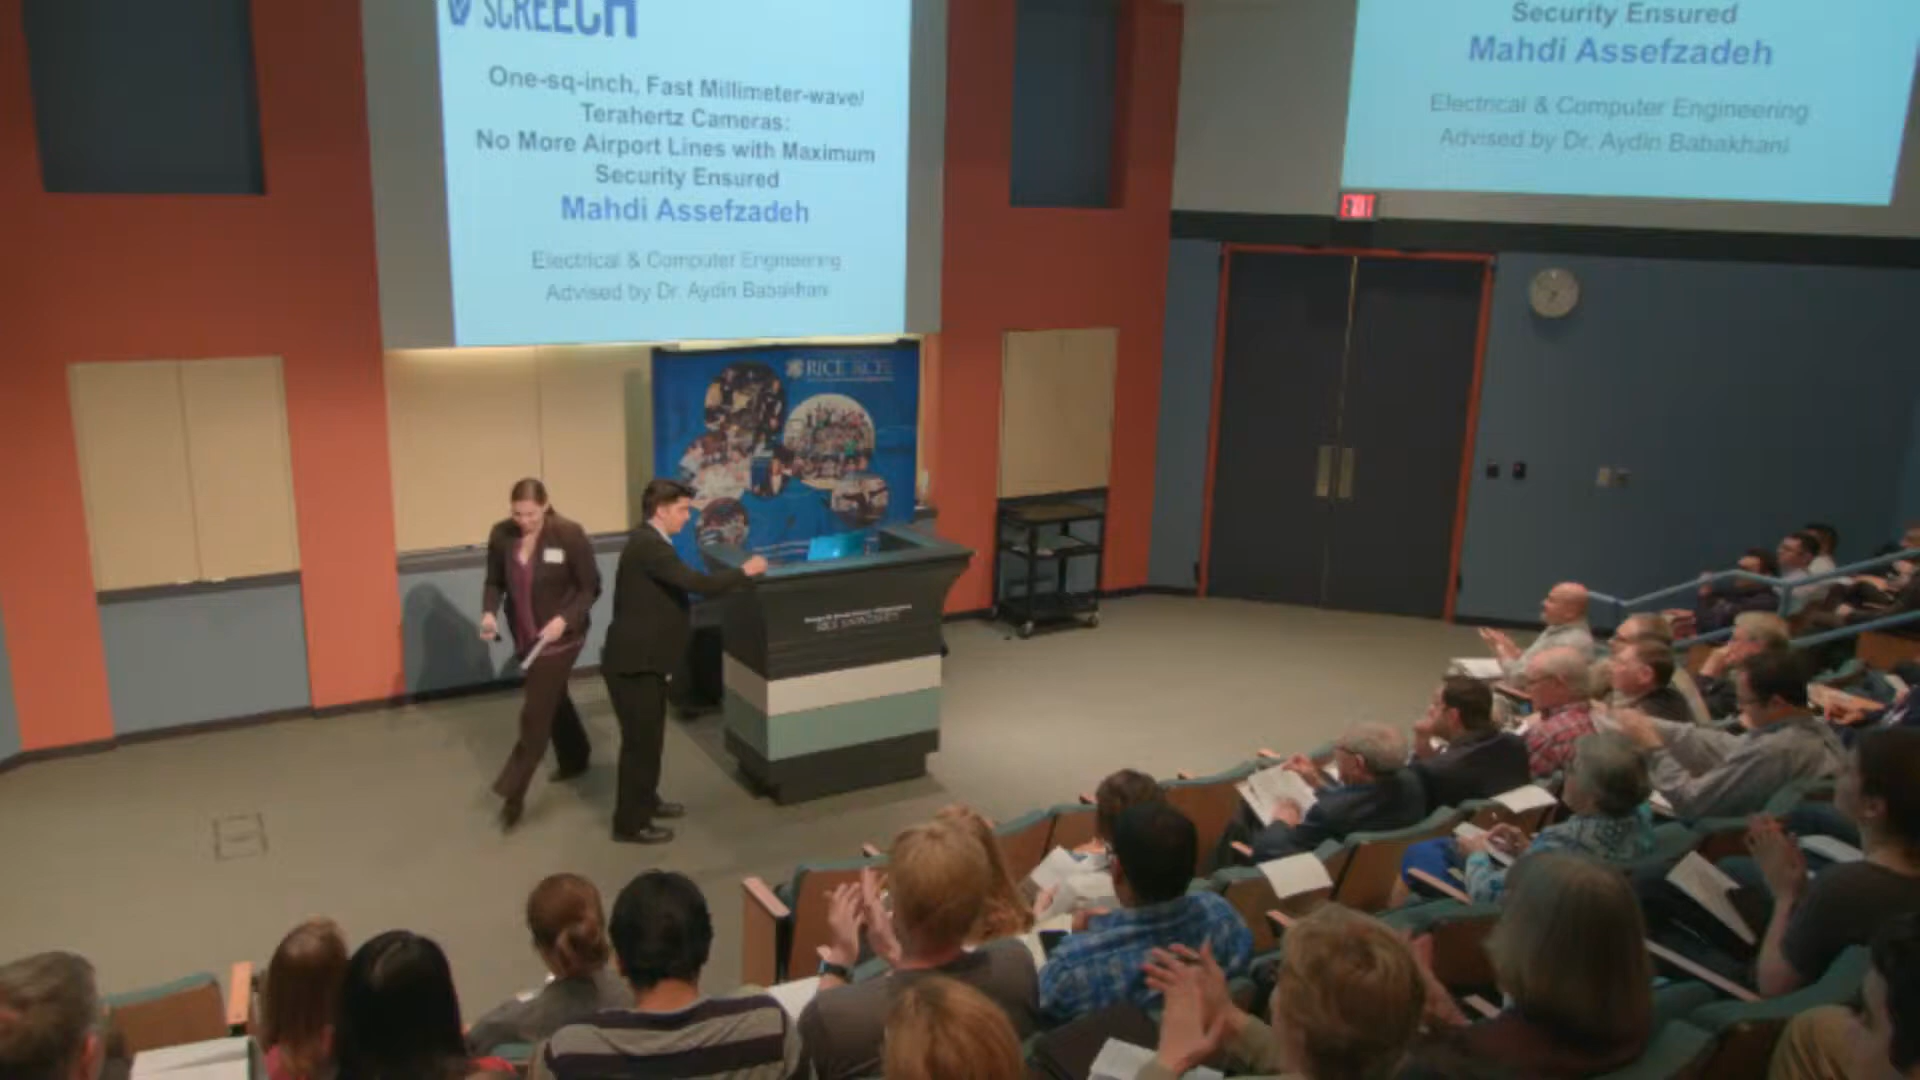 SCREECH
One-sq-inch, Fast Millimeter-wave/
Terahertz Cameras:
No More Airport Lines with Maximum
Security Ensured
Mahdi Assefzadeh
Electrical & Computer Engineering
Advised by Dr. Aydin Babakhani
Security Ensured
Mahdi Assefzadeh
Electrical & Computer Engineering
Advised by Dr. Aydin Babakhani
EXIT
RICE
RICE UNIVERSITY